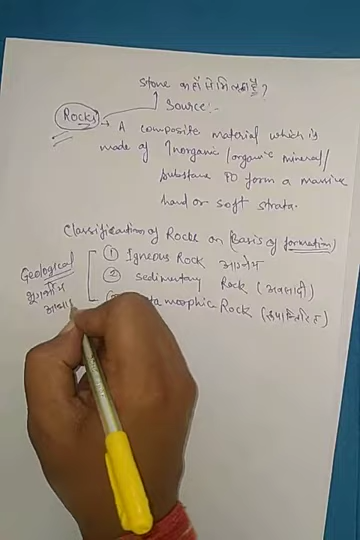 Stone कहाँ से मिलता है?
Source:-
Rocks → A composite material which is
made of Inorganic/organic mineral/
substance to form a massive
hard or soft strata.
Classification of Rocks on Basis of formation)
Geological
① Igneous Rock आग्नेय
② Sedimentary Rock (अवसादी)
भूगर्भीय
morphic Rock